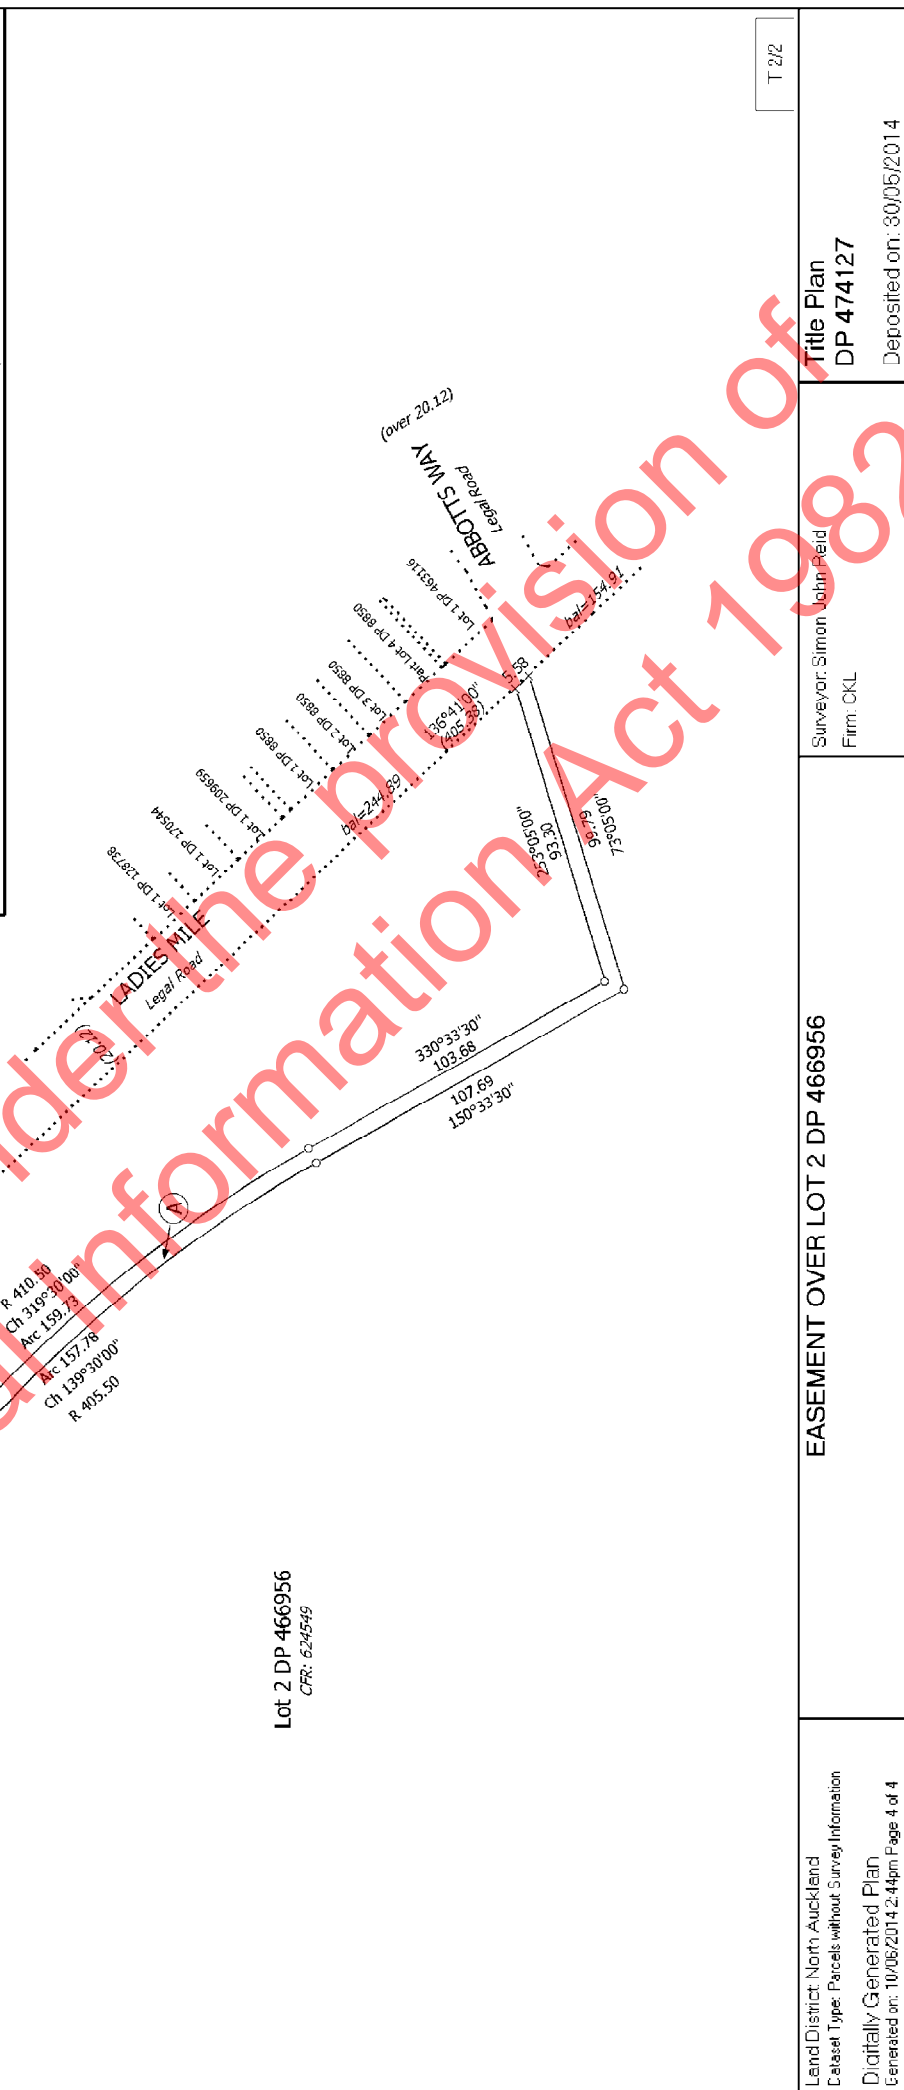 T 2/2
(over 20.12)
ABBOTTS WAY
Legal Road
Lot 1 DP 463116
Part Lot 4 DP 8850
Lot 3 DP 8850
Lot 2 DP 8850
Lot 1 DP 8850
Lot 1 DP 209659
Lot 1 DP 170544
Lot 1 DP 128736
LADIES MILE
Legal Road
(20.12)
bal=154.91
5.58
136°41'00"
(405.38)
bal=244.89
253°05'00"
93.30
99.79
73°05'00"
330°33'30"
103.68
107.69
150°33'30"
A
R 410.50
Ch 319°30'00"
Arc 159.73
Arc 157.78
Ch 139°30'00"
R 405.50
Lot 2 DP 466956
CFR: 624549
Land District: North Auckland
Dataset Type: Parcels without Survey Information
Digitally Generated Plan
Generated on: 10/06/2014 2:44pm Page 4 of 4
EASEMENT OVER LOT 2 DP 466956
Surveyor: Simon John Reid
Firm: CKL
Title Plan
DP 474127
Deposited on: 30/05/2014
under the provision of
Information Act 1982